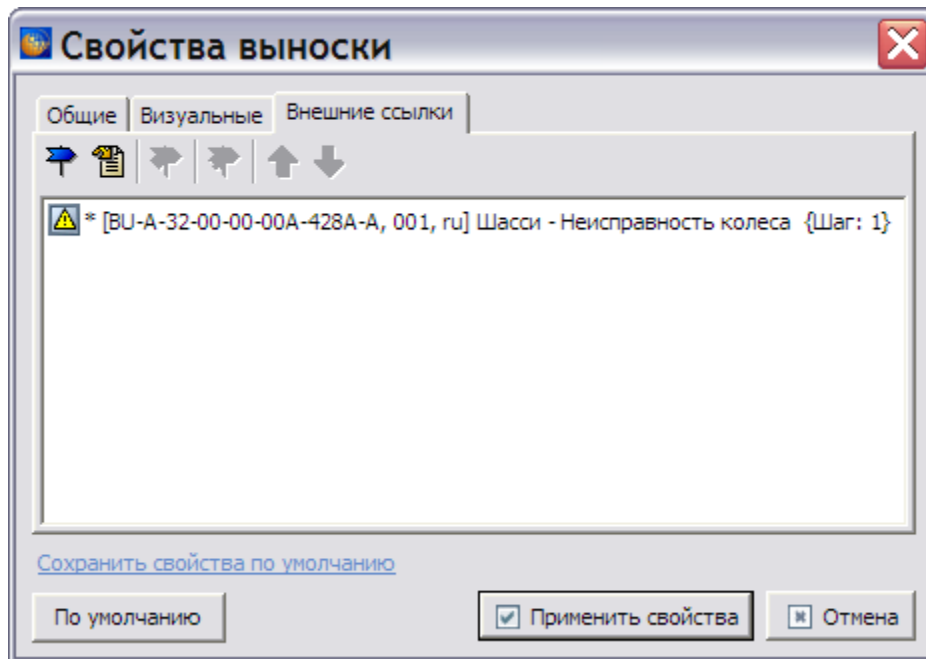 Свойства выноски
Общие Визуальные Внешние ссылки
* [BU-A-32-00-00-00A-428A-A, 001, ru] Шасси - Неисправность колеса {Шаг: 1}
Сохранить свойства по умолчанию
По умолчанию Применить свойства Отмена